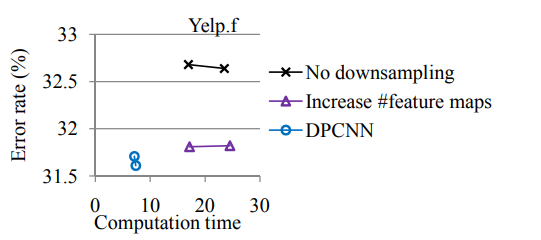 Yelp.f
Error rate (%)
33
32.5
32
31.5
0 10 20 30
Computation time
No downsampling
Increase #feature maps
DPCNN